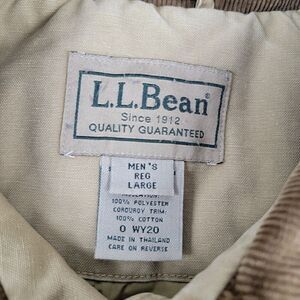 L.L.Bean®
Since 1912
QUALITY GUARANTEED
MEN'S
REG
LARGE
100% POLYESTER
CORDUROY TRIM:
100% COTTON
0 WY20
MADE IN THAILAND
CARE ON REVERSE